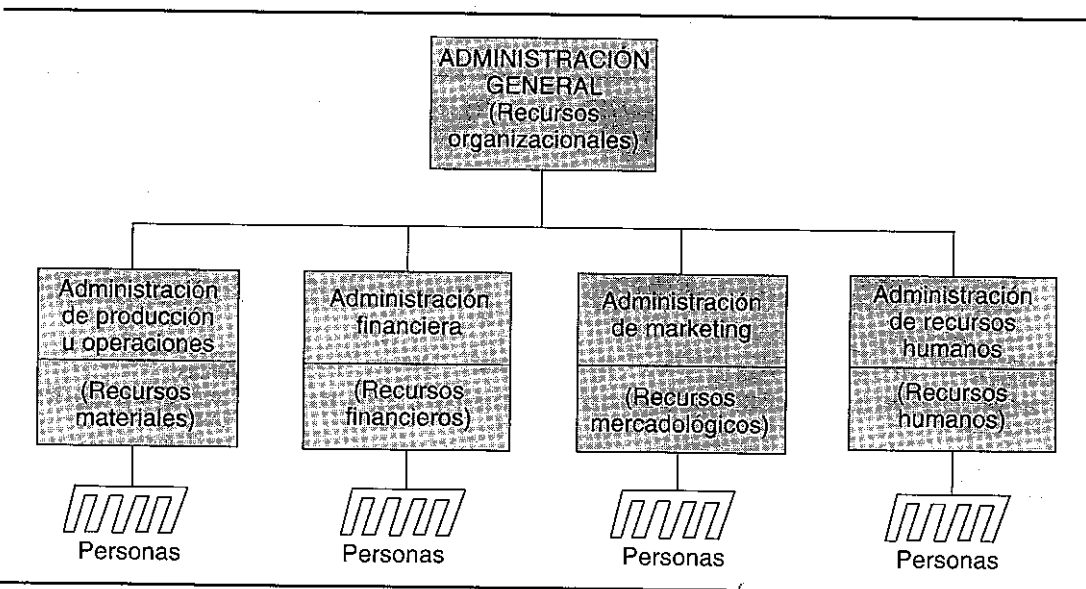 ADMINISTRACIÓN
GENERAL
(Recursos
organizacionales)
Administración
de producción
u operaciones
(Recursos
materiales)
Personas
Administración
financiera
(Recursos
financieros)
Personas
Administración
de marketing
(Recursos
mercadológicos)
Personas
Administración
de recursos
humanos
(Recursos
humanos)
Personas